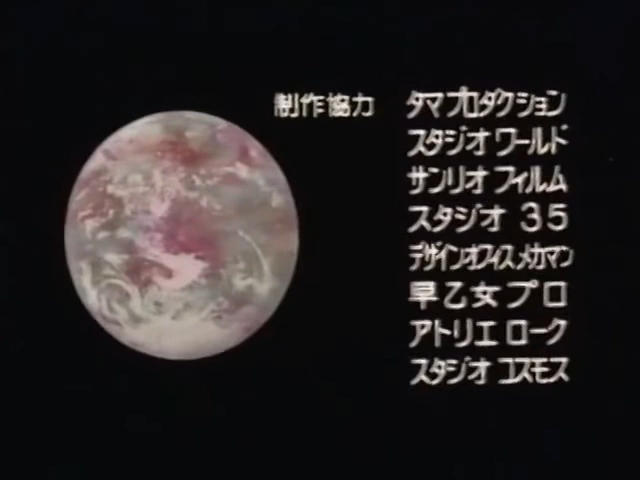 制作協力 タマプロダクション
スタジオワールド
サンリオフィルム
スタジオ 35
デザインオフィスメカマン
早乙女プロ
アトリエローク
スタジオコスモス